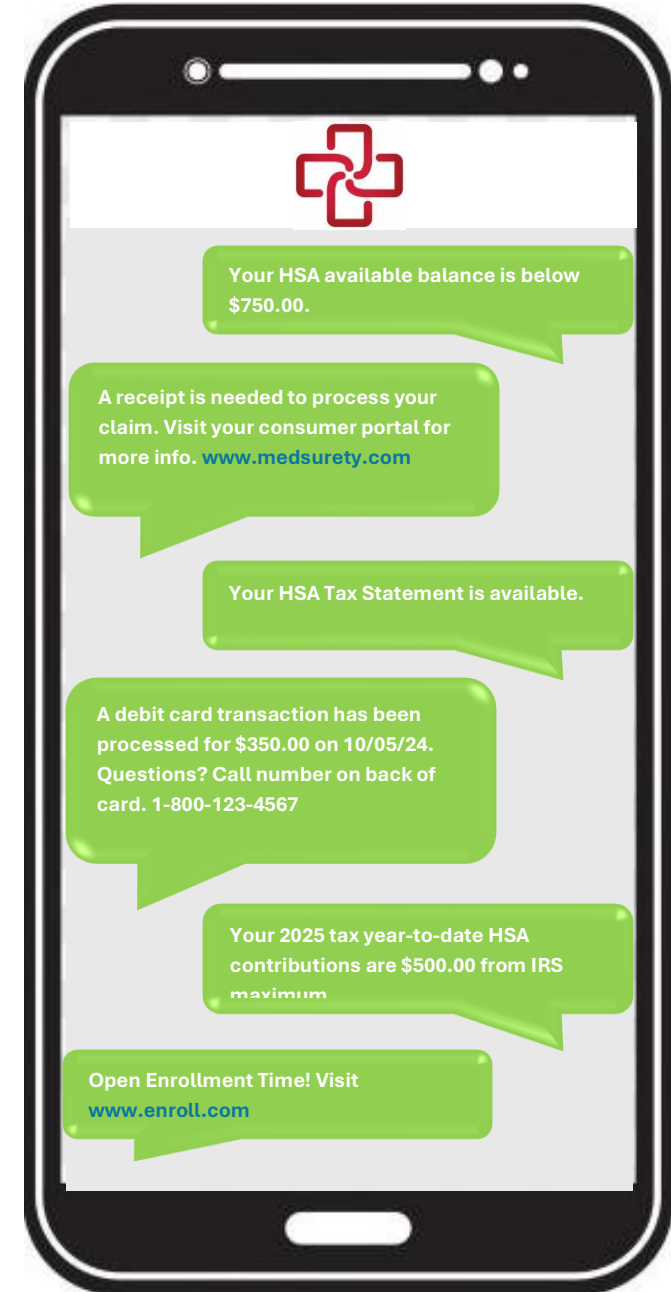 Your HSA available balance is below
$750.00.
A receipt is needed to process your
claim. Visit your consumer portal for
more info. www.medsurety.com
Your HSA Tax Statement is available.
A debit card transaction has been
processed for $350.00 on 10/05/24.
Questions? Call number on back of
card. 1-800-123-4567
Your 2025 tax year-to-date HSA
contributions are $500.00 from IRS
maximum
Open Enrollment Time! Visit
www.enroll.com